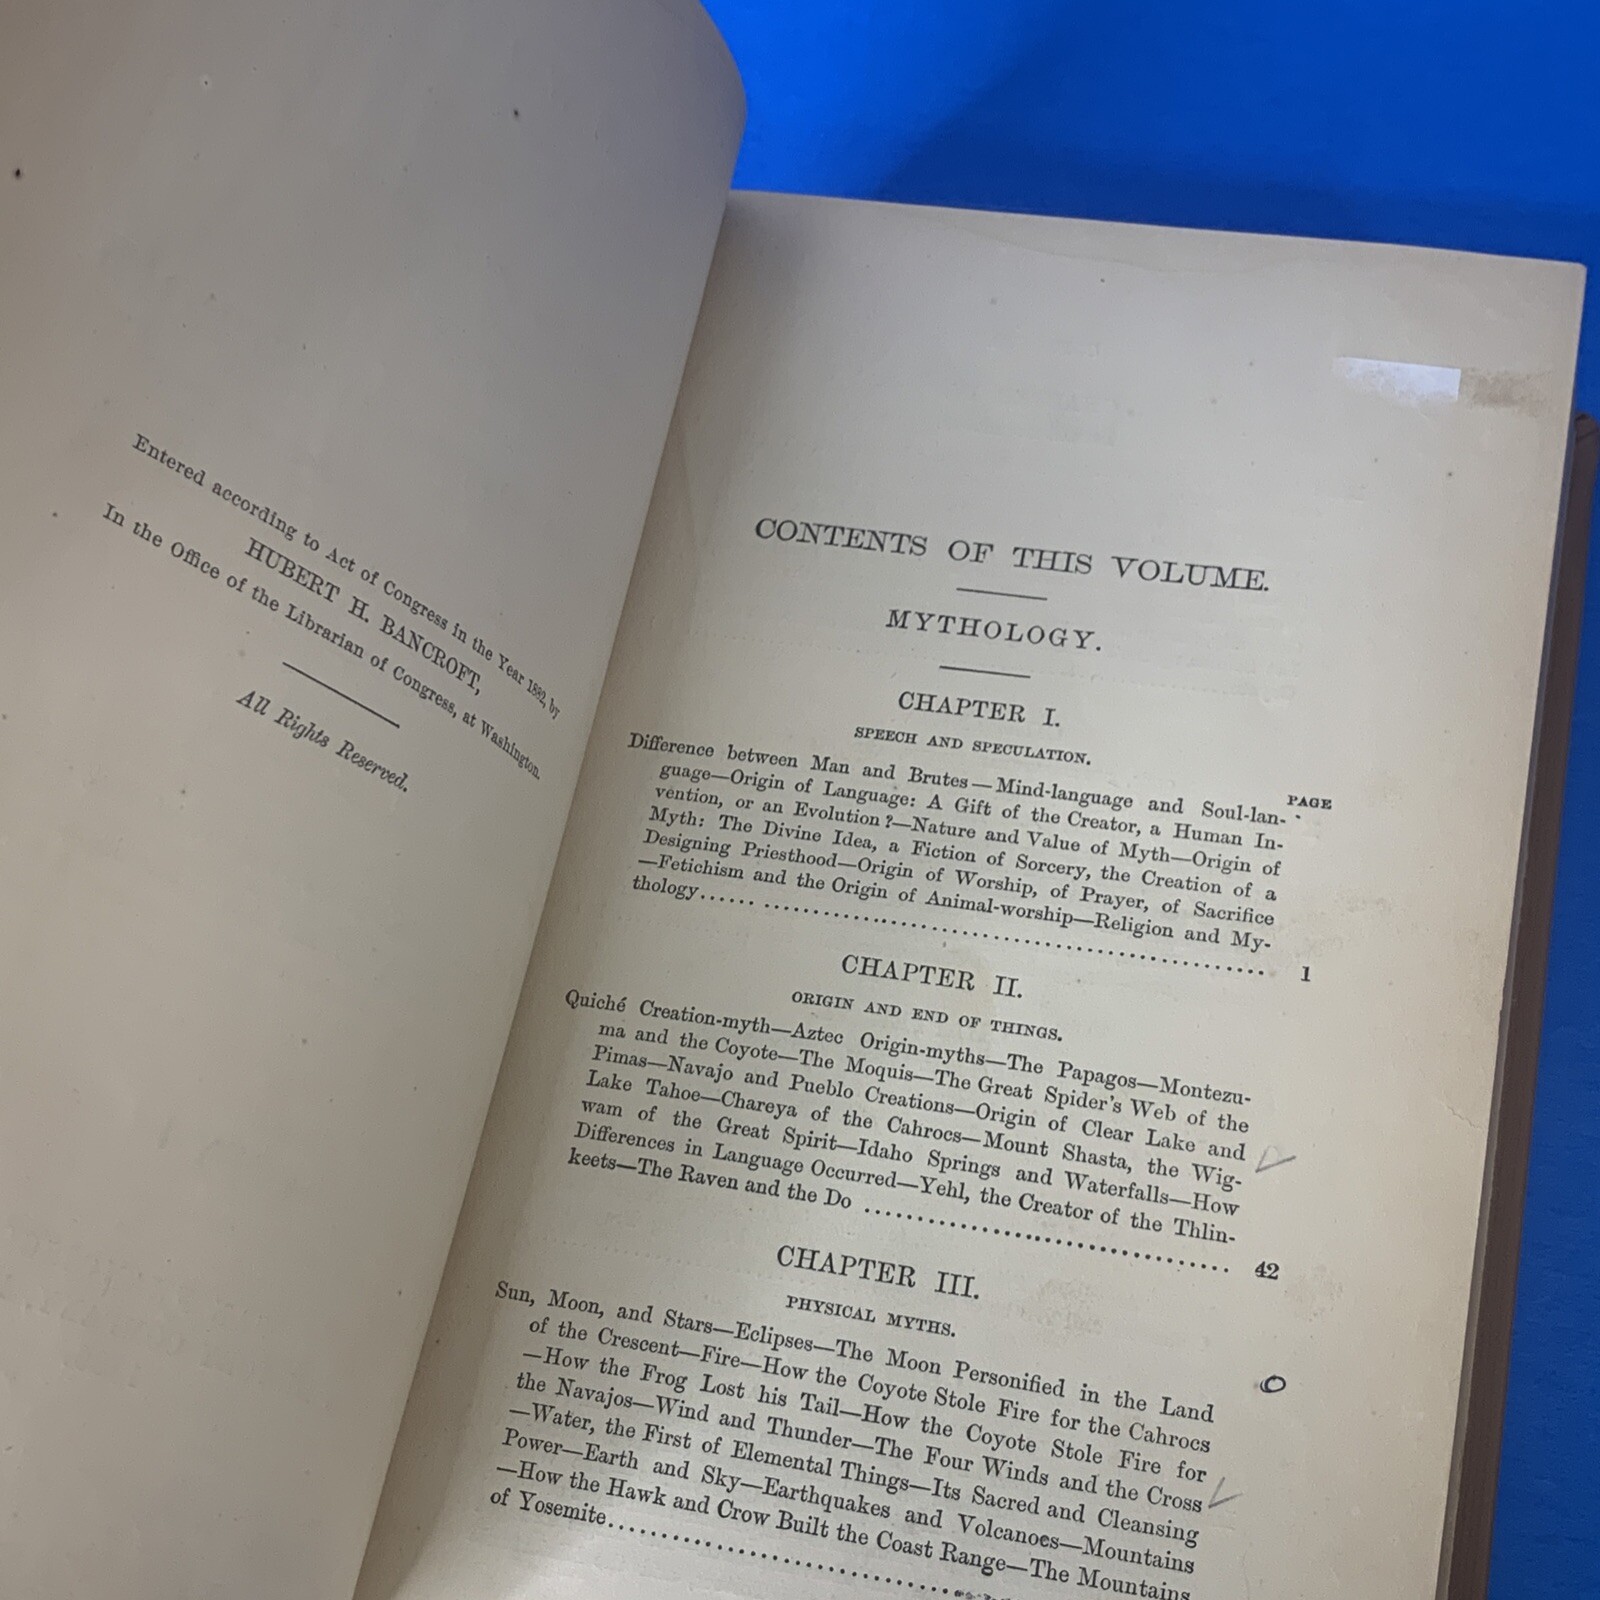 Entered according to Act of Congress in the Year 1882, by
HUBERT H. BANCROFT,
In the Office of the Librarian of Congress, at Washington.
All Rights Reserved.
CONTENTS OF THIS VOLUME.
MYTHOLOGY.
CHAPTER I.
SPEECH AND SPECULATION.
PAGE
Difference between Man and Brutes—Mind-language and Soul-lan-
guage—Origin of Language: A Gift of the Creator, a Human In-
vention, or an Evolution?—Nature and Value of Myth—Origin of
Myth: The Divine Idea, a Fiction of Sorcery, the Creation of a
Designing Priesthood—Origin of Worship, of Prayer, of Sacrifice
—Fetichism and the Origin of Animal-worship—Religion and My-
thology...... ............................................ 1
CHAPTER II.
ORIGIN AND END OF THINGS.
Quiché Creation-myth—Aztec Origin-myths—The Papagos—Montezu-
ma and the Coyote—The Moquis—The Great Spider's Web of the
Pimas—Navajo and Pueblo Creations—Origin of Clear Lake and
Lake Tahoe—Chareya of the Cahrocs—Mount Shasta, the Wig-
wam of the Great Spirit—Idaho Springs and Waterfalls—How
Differences in Language Occurred—Yehl, the Creator of the Thlin-
keets—The Raven and the Do .................................. 42
CHAPTER III.
PHYSICAL MYTHS.
Sun, Moon, and Stars—Eclipses—The Moon Personified in the Land
of the Crescent—Fire—How the Coyote Stole Fire for the Cahrocs
—How the Frog Lost his Tail—How the Coyote Stole Fire for
the Navajos—Wind and Thunder—The Four Winds and the Cross
—Water, the First of Elemental Things—Its Sacred and Cleansing
Power—Earth and Sky—Earthquakes and Volcanoes—Mountains
—How the Hawk and Crow Built the Coast Range—The Mountains
of Yosemite..............................